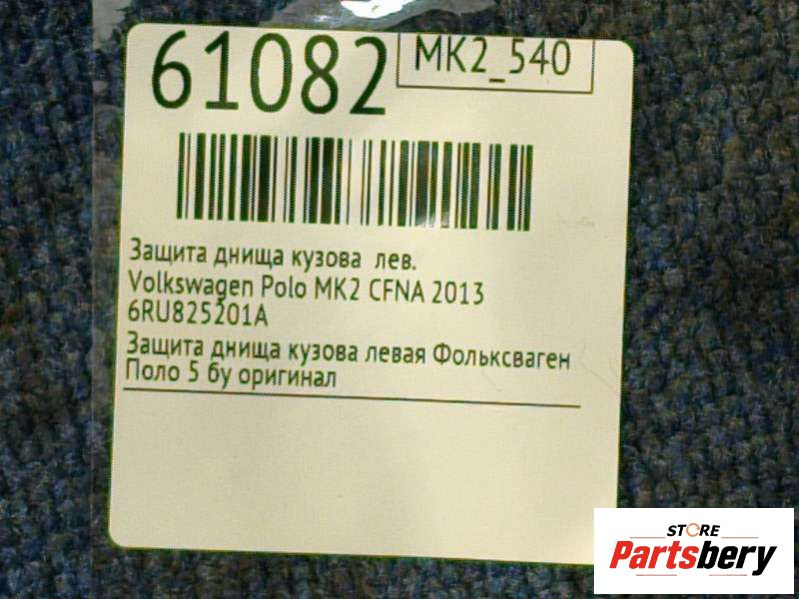 61082
MK2_540
Защита днища кузова лев.
Volkswagen Polo MK2 CFNA 2013
6RU825201A
Защита днища кузова левая Фольксваген
Поло 5 бу оригинал
STORE
Partsbery